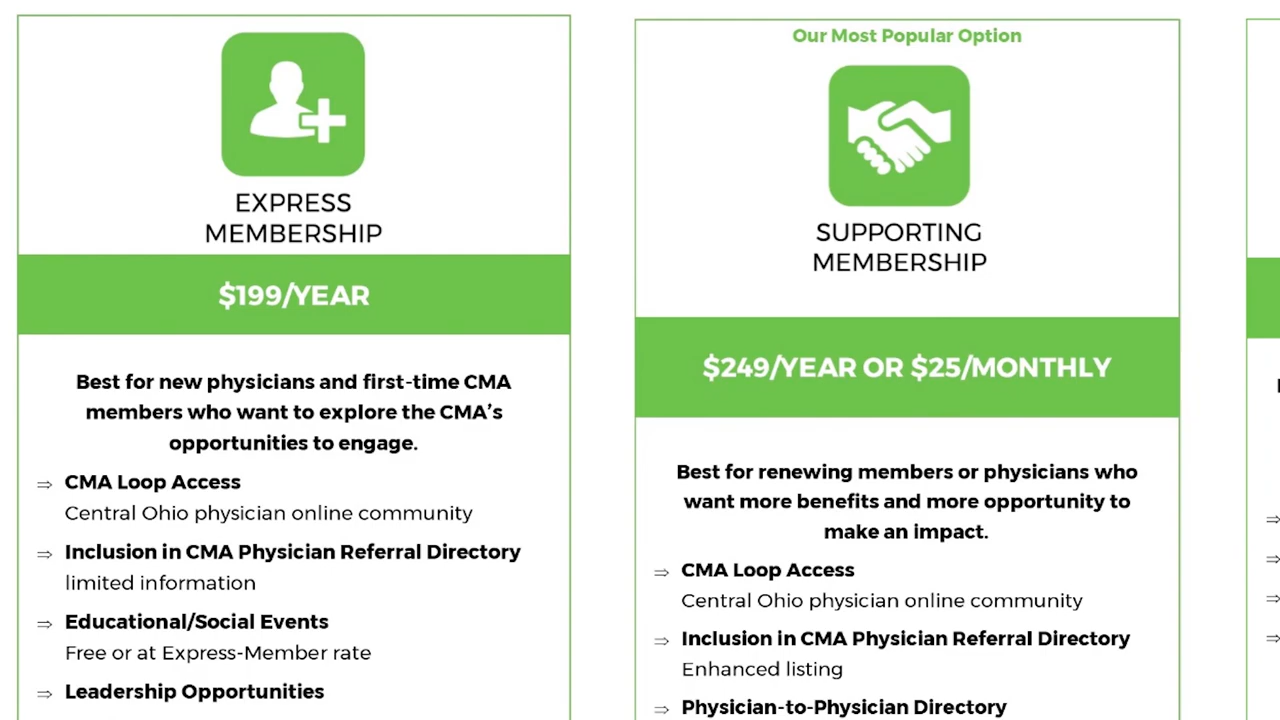 EXPRESS
MEMBERSHIP
$199/YEAR
Best for new physicians and first-time CMA
members who want to explore the CMA’s
opportunities to engage.
⇒ CMA Loop Access
Central Ohio physician online community
⇒ Inclusion in CMA Physician Referral Directory
limited information
⇒ Educational/Social Events
Free or at Express-Member rate
⇒ Leadership Opportunities
Our Most Popular Option
SUPPORTING
MEMBERSHIP
$249/YEAR OR $25/MONTHLY
Best for renewing members or physicians who
want more benefits and more opportunity to
make an impact.
⇒ CMA Loop Access
Central Ohio physician online community
⇒ Inclusion in CMA Physician Referral Directory
Enhanced listing
⇒ Physician-to-Physician Directory